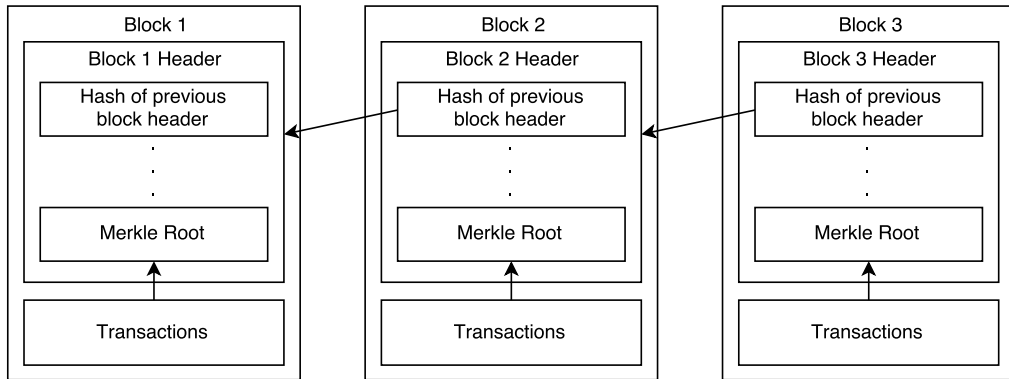 Block 1
Block 1 Header
Hash of previous
block header
.
.
.
Merkle Root
Transactions
Block 2
Block 2 Header
Hash of previous
block header
.
.
.
Merkle Root
Transactions
Block 3
Block 3 Header
Hash of previous
block header
.
.
.
Merkle Root
Transactions